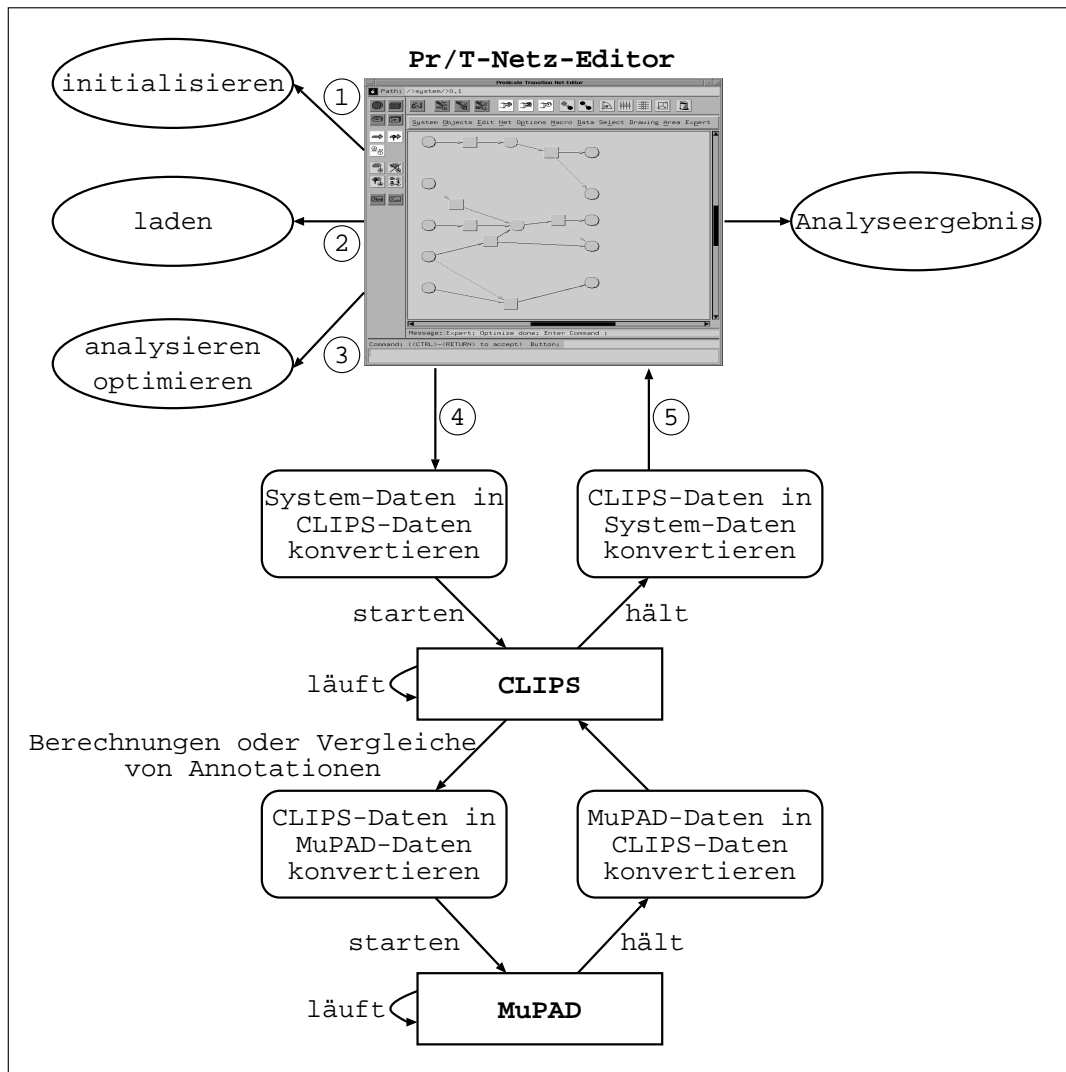 Pr/T-Netz-Editor
initialisieren
1
Predicate Transition Net Editor
Path: />system/>0.1
System Objects Edit Net Options Macro Data Select Drawing Area Expert
laden
2
Analyseergebnis
analysieren
optimieren
3
Message: Expert: Optimize done; Enter Command :
Command: (<CTRL>-<RETURN> to accept) Button:
4
5
System-Daten in
CLIPS-Daten
konvertieren
CLIPS-Daten in
System-Daten
konvertieren
starten
hält
läuft
CLIPS
Berechnungen oder Vergleiche
von Annotationen
CLIPS-Daten in
MuPAD-Daten
konvertieren
MuPAD-Daten in
CLIPS-Daten
konvertieren
starten
hält
läuft
MuPAD